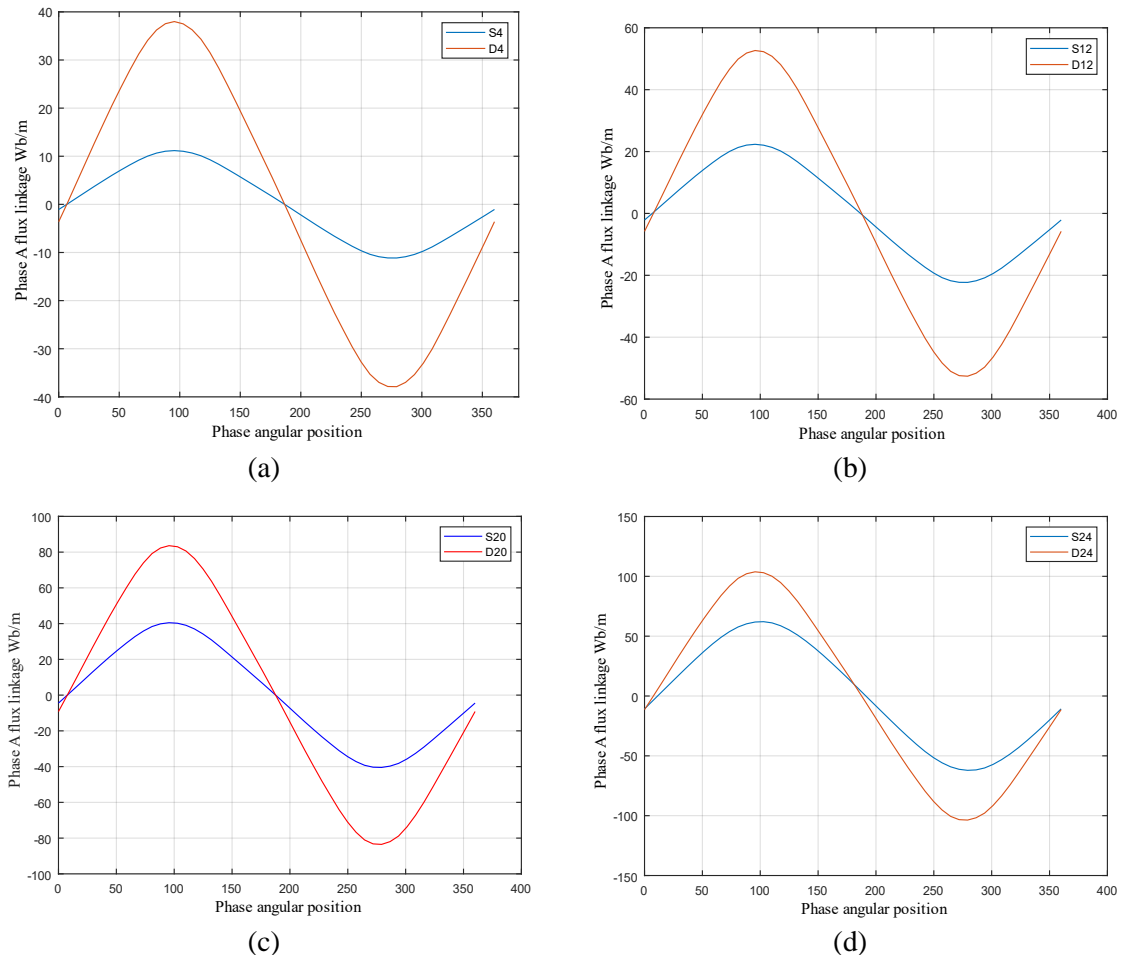 40
30
20
10
0
-10
-20
-30
-40
0 50 100 150 200 250 300 350
Phase A flux linkage Wb/m
Phase angular position
S4
D4
(a)
60
40
20
0
-20
-40
-60
0 50 100 150 200 250 300 350 400
Phase A flux linkage Wb/m
Phase angular position
S12
D12
(b)
100
80
60
40
20
0
-20
-40
-60
-80
-100
0 50 100 150 200 250 300 350 400
Phase A flux linkage Wb/m
Phase angular position
S20
D20
(c)
150
100
50
0
-50
-100
-150
0 50 100 150 200 250 300 350 400
Phase A flux linkage Wb/m
Phase angular position
S24
D24
(d)